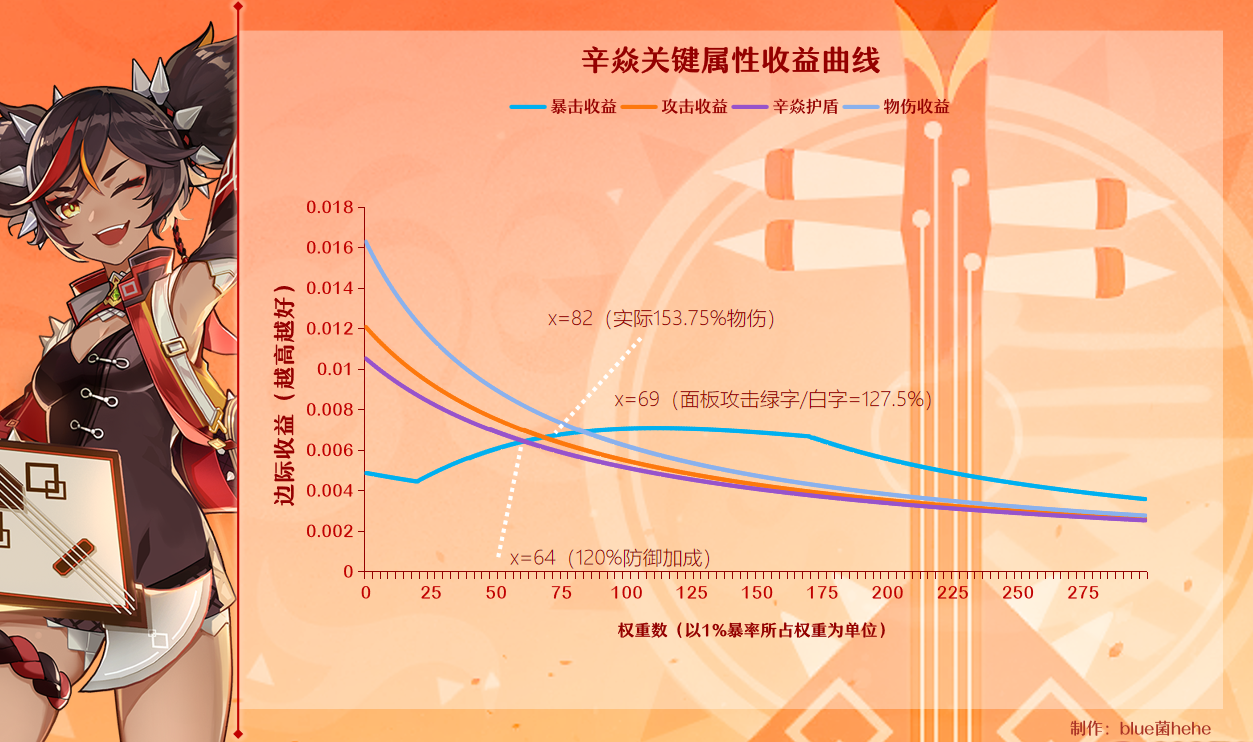 辛焱关键属性收益曲线
暴击收益 攻击收益 辛焱护盾 物伤收益
边际收益（越高越好）
0.018
0.016
0.014
0.012
0.01
0.008
0.006
0.004
0.002
0
x=82（实际153.75%物伤）
x=69（面板攻击绿字/白字=127.5%）
x=64（120%防御加成）
0 25 50 75 100 125 150 175 200 225 250 275
权重数（以1%暴率所占权重为单位）
制作：blue菌hehe